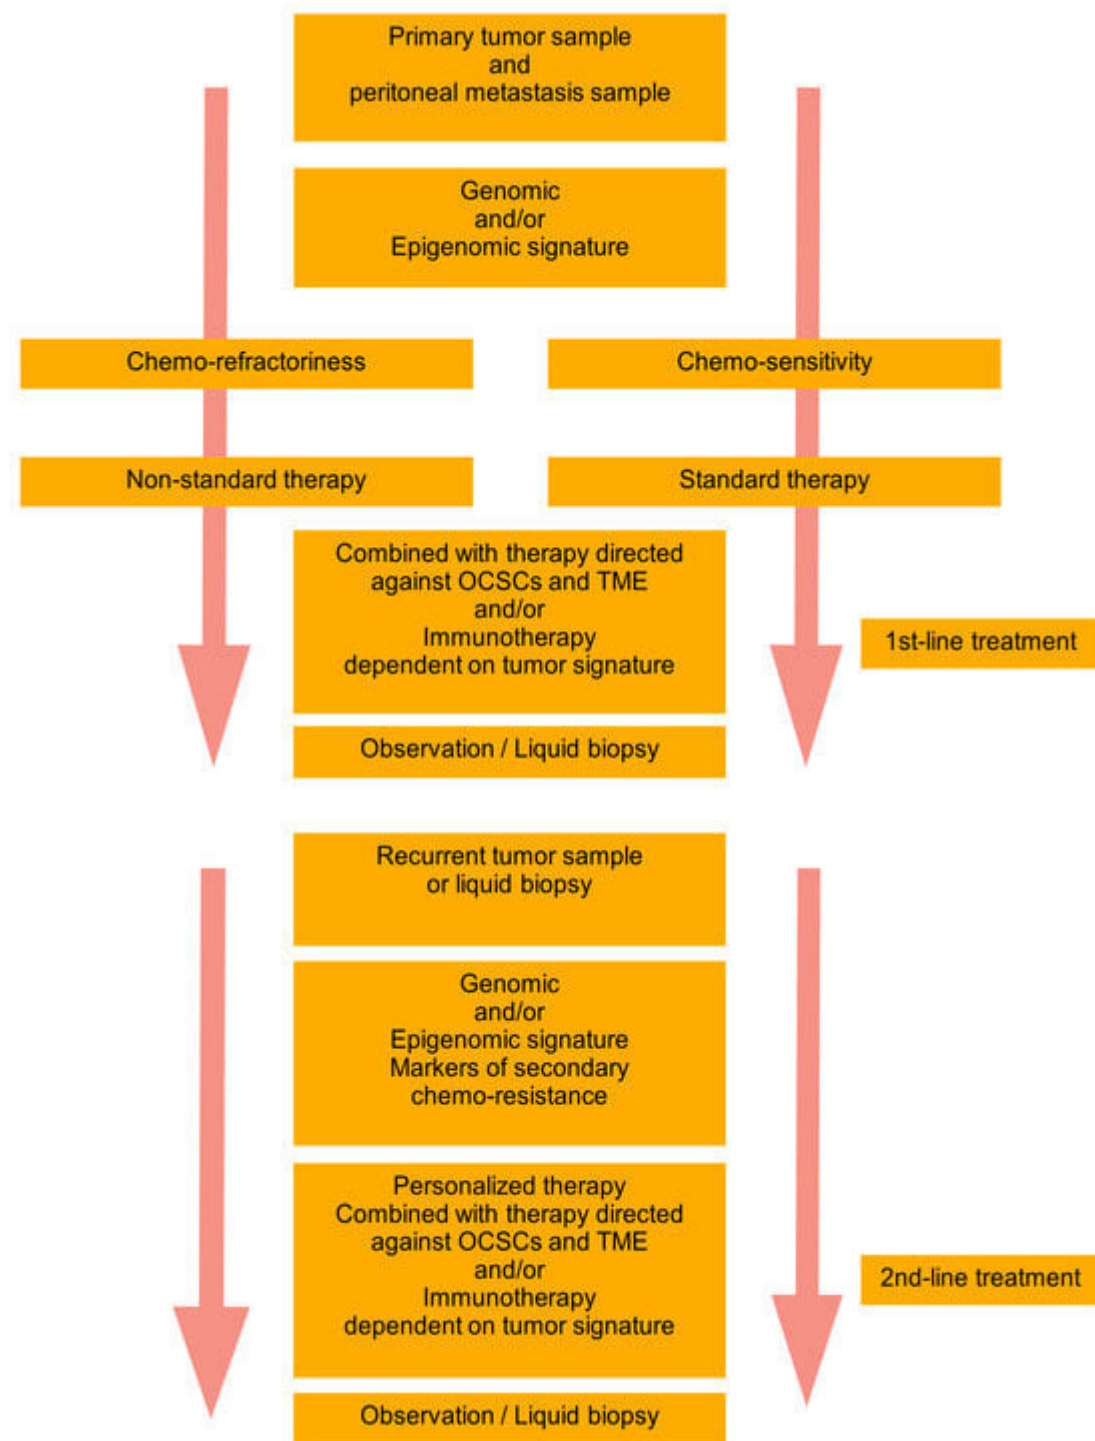 Primary tumor sample
and
peritoneal metastasis sample
Genomic
and/or
Epigenomic signature
Chemo-refractoriness
Chemo-sensitivity
Non-standard therapy
Standard therapy
Combined with therapy directed
against OCSCs and TME
and/or
Immunotherapy
dependent on tumor signature
1st-line treatment
Observation / Liquid biopsy
Recurrent tumor sample
or liquid biopsy
Genomic
and/or
Epigenomic signature
Markers of secondary
chemo-resistance
Personalized therapy
Combined with therapy directed
against OCSCs and TME
and/or
Immunotherapy
dependent on tumor signature
2nd-line treatment
Observation / Liquid biopsy